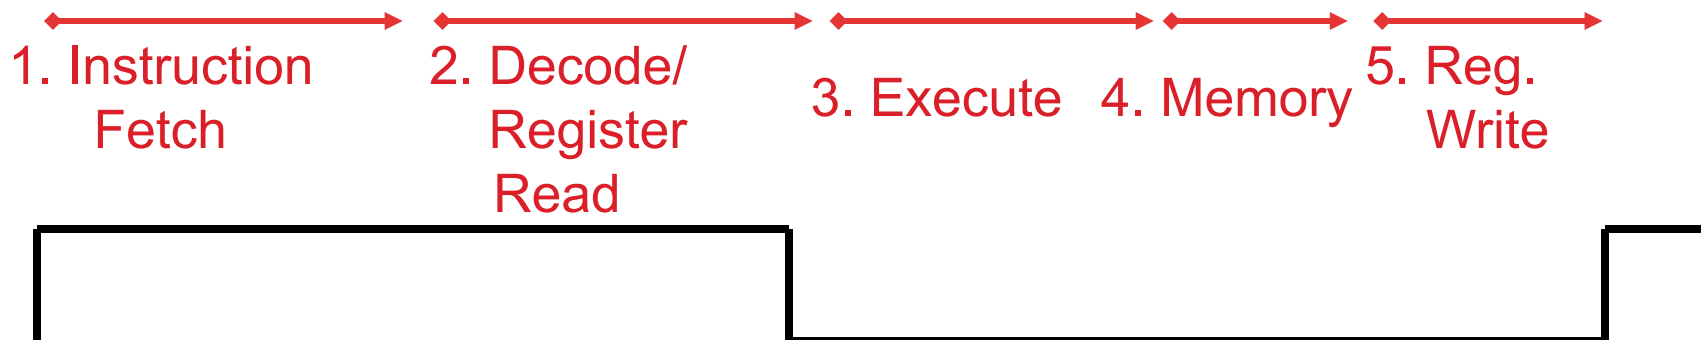 1. Instruction
Fetch
2. Decode/
Register
Read
3. Execute
4. Memory
5. Reg.
Write